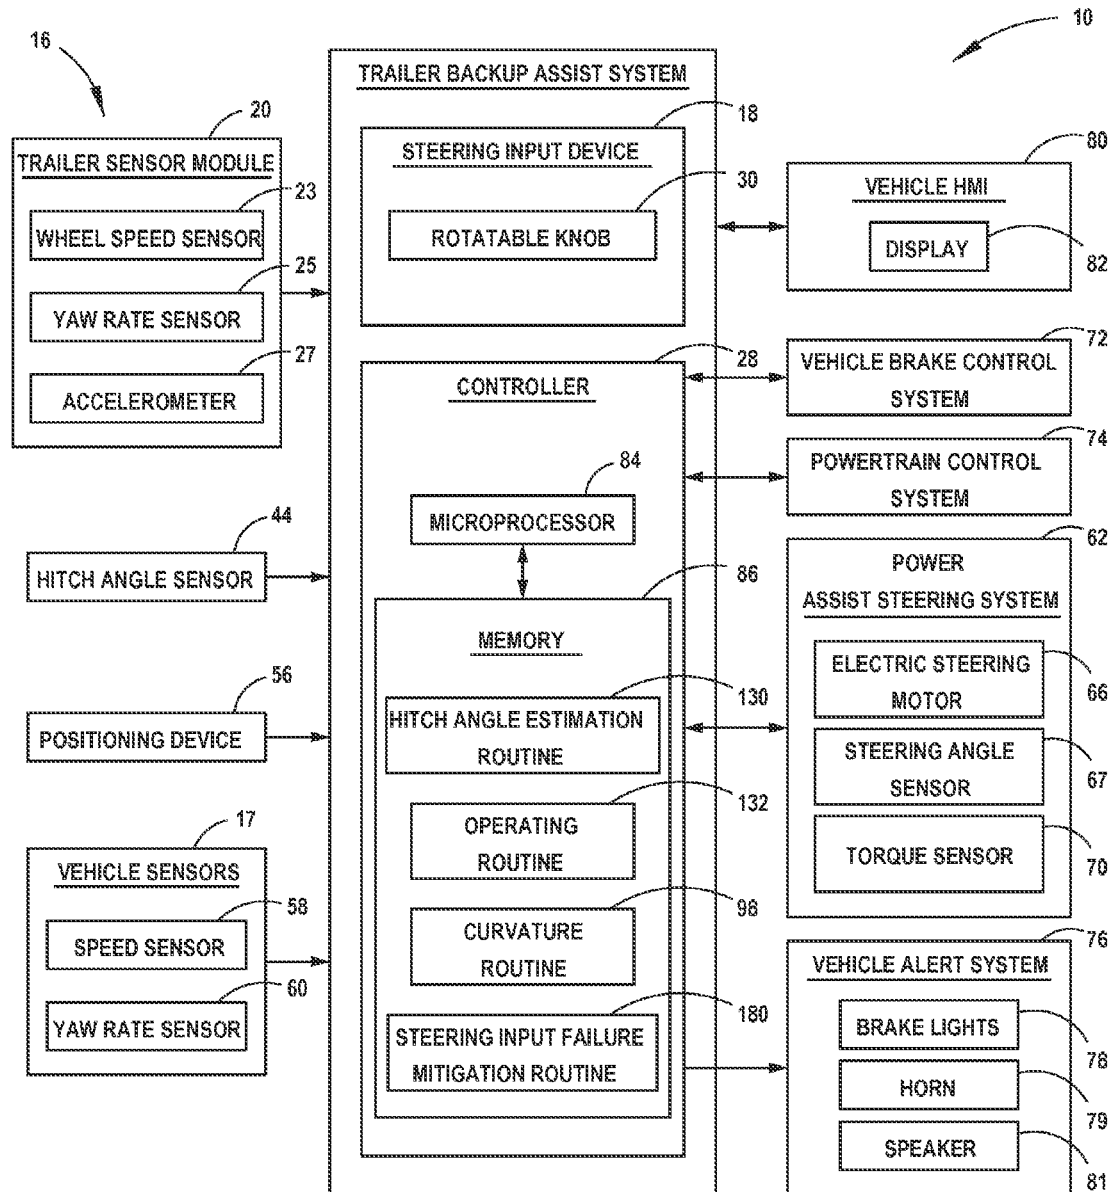 10
16
TRAILER BACKUP ASSIST SYSTEM
20
TRAILER SENSOR MODULE
23
WHEEL SPEED SENSOR
25
YAW RATE SENSOR
27
ACCELEROMETER
44
HITCH ANGLE SENSOR
56
POSITIONING DEVICE
17
VEHICLE SENSORS
58
SPEED SENSOR
60
YAW RATE SENSOR
18
STEERING INPUT DEVICE
30
ROTATABLE KNOB
28
CONTROLLER
84
MICROPROCESSOR
86
MEMORY
130
HITCH ANGLE ESTIMATION
ROUTINE
132
OPERATING
ROUTINE
98
CURVATURE
ROUTINE
180
STEERING INPUT FAILURE
MITIGATION ROUTINE
80
VEHICLE HMI
DISPLAY
82
72
VEHICLE BRAKE CONTROL
SYSTEM
74
POWERTRAIN CONTROL
SYSTEM
62
POWER
ASSIST STEERING SYSTEM
ELECTRIC STEERING
MOTOR
66
STEERING ANGLE
SENSOR
67
TORQUE SENSOR
70
76
VEHICLE ALERT SYSTEM
BRAKE LIGHTS
78
HORN
79
SPEAKER
81